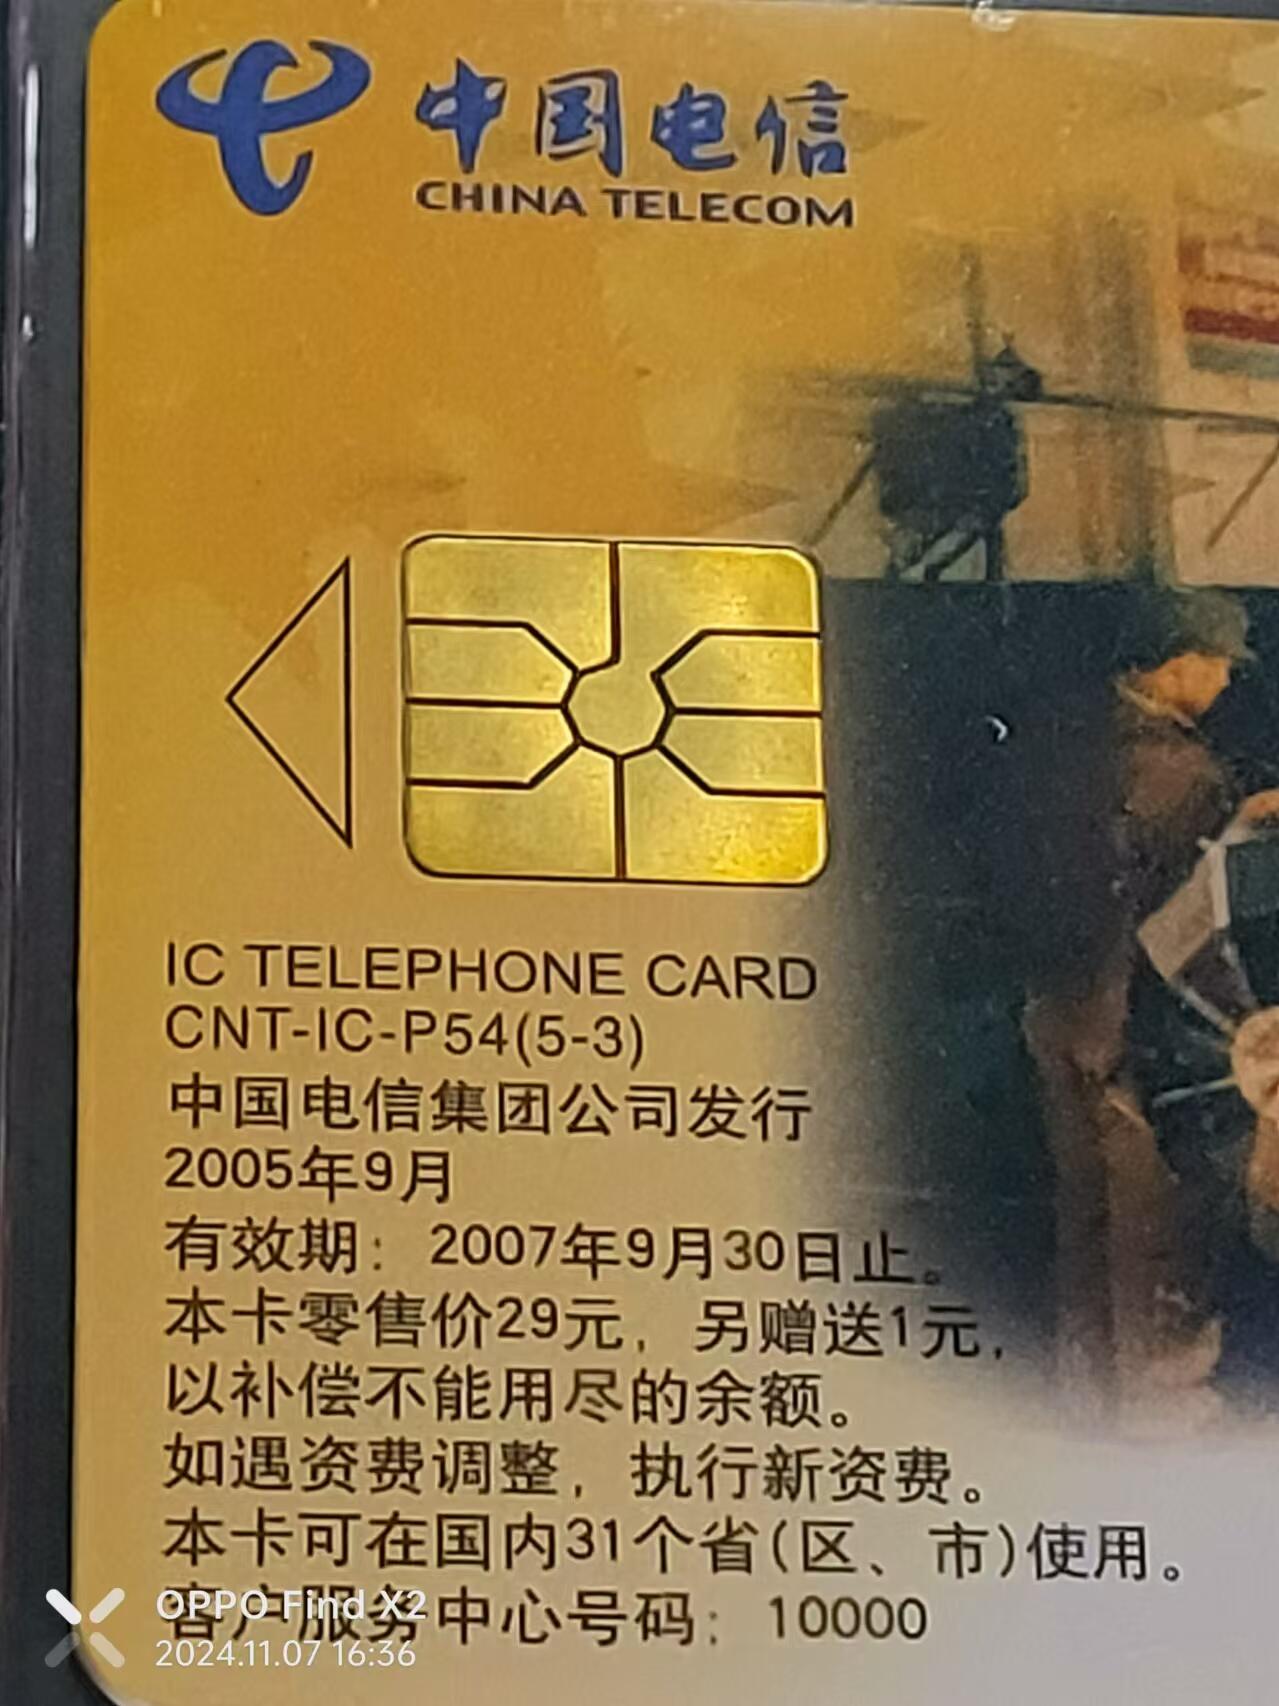 中国电信
CHINA TELECOM
IC TELEPHONE CARD
CNT-IC-P54(5-3)
中国电信集团公司发行
2005年9月
有效期：2007年9月30日止。
本卡零售价29元，另赠送1元，
以补偿不能用尽的余额。
如遇资费调整，执行新资费。
本卡可在国内31个省(区、市)使用。
客户服务中心号码：10000
OPPO Find X2
2024.11.07 16:36